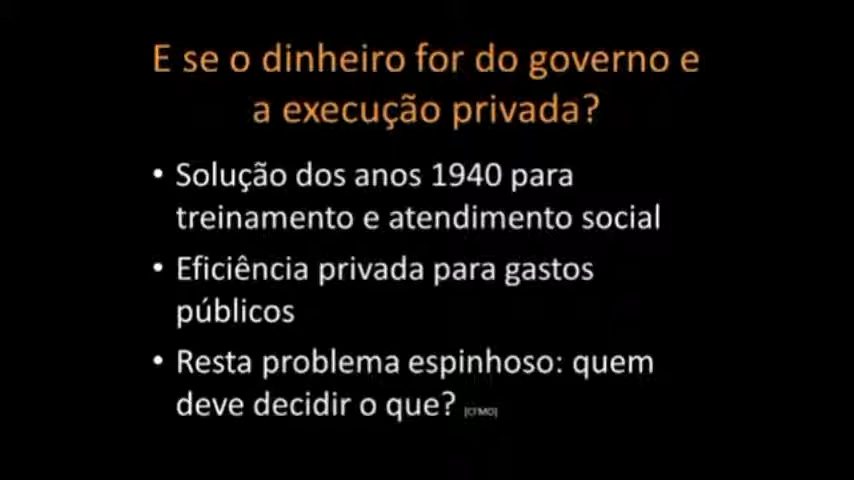 E se o dinheiro for do governo e
a execução privada?
• Solução dos anos 1940 para
treinamento e atendimento social
• Eficiência privada para gastos
públicos
• Resta problema espinhoso: quem
deve decidir o que?